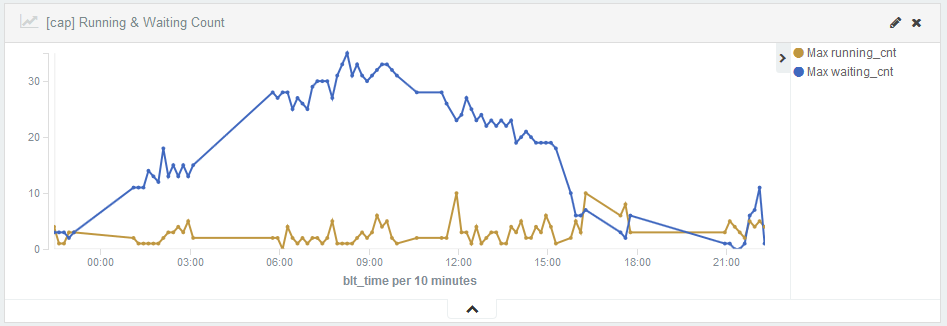 [cap] Running & Waiting Count
Max running_cnt
Max waiting_cnt
30
20
10
0
00:00 03:00 06:00 09:00 12:00 15:00 18:00 21:00
blt_time per 10 minutes